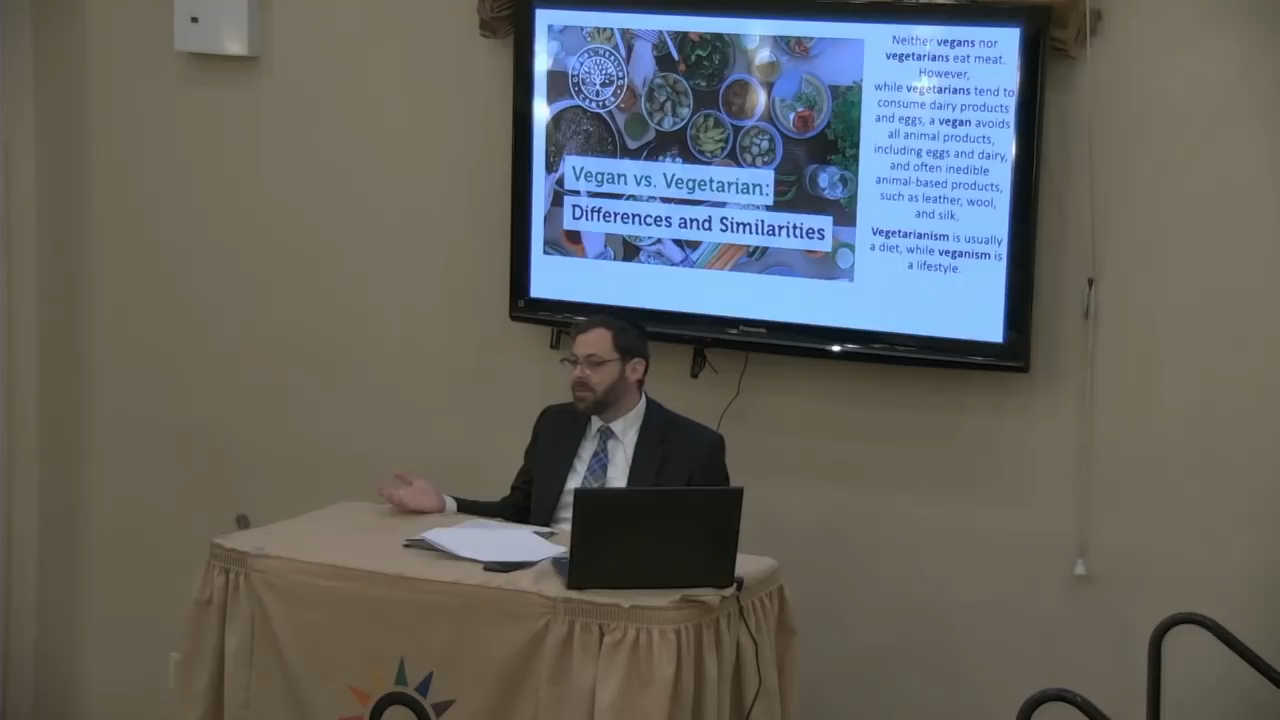 Vegan vs. Vegetarian:
Differences and Similarities
Neither vegans nor
vegetarians eat meat.
However,
while vegetarians tend to
consume dairy products
and eggs, a vegan avoids
all animal products,
including eggs and dairy,
and often inedible
animal-based products,
such as leather, wool,
and silk.
Vegetarianism is usually
a diet, while veganism is
a lifestyle.
Panasonic